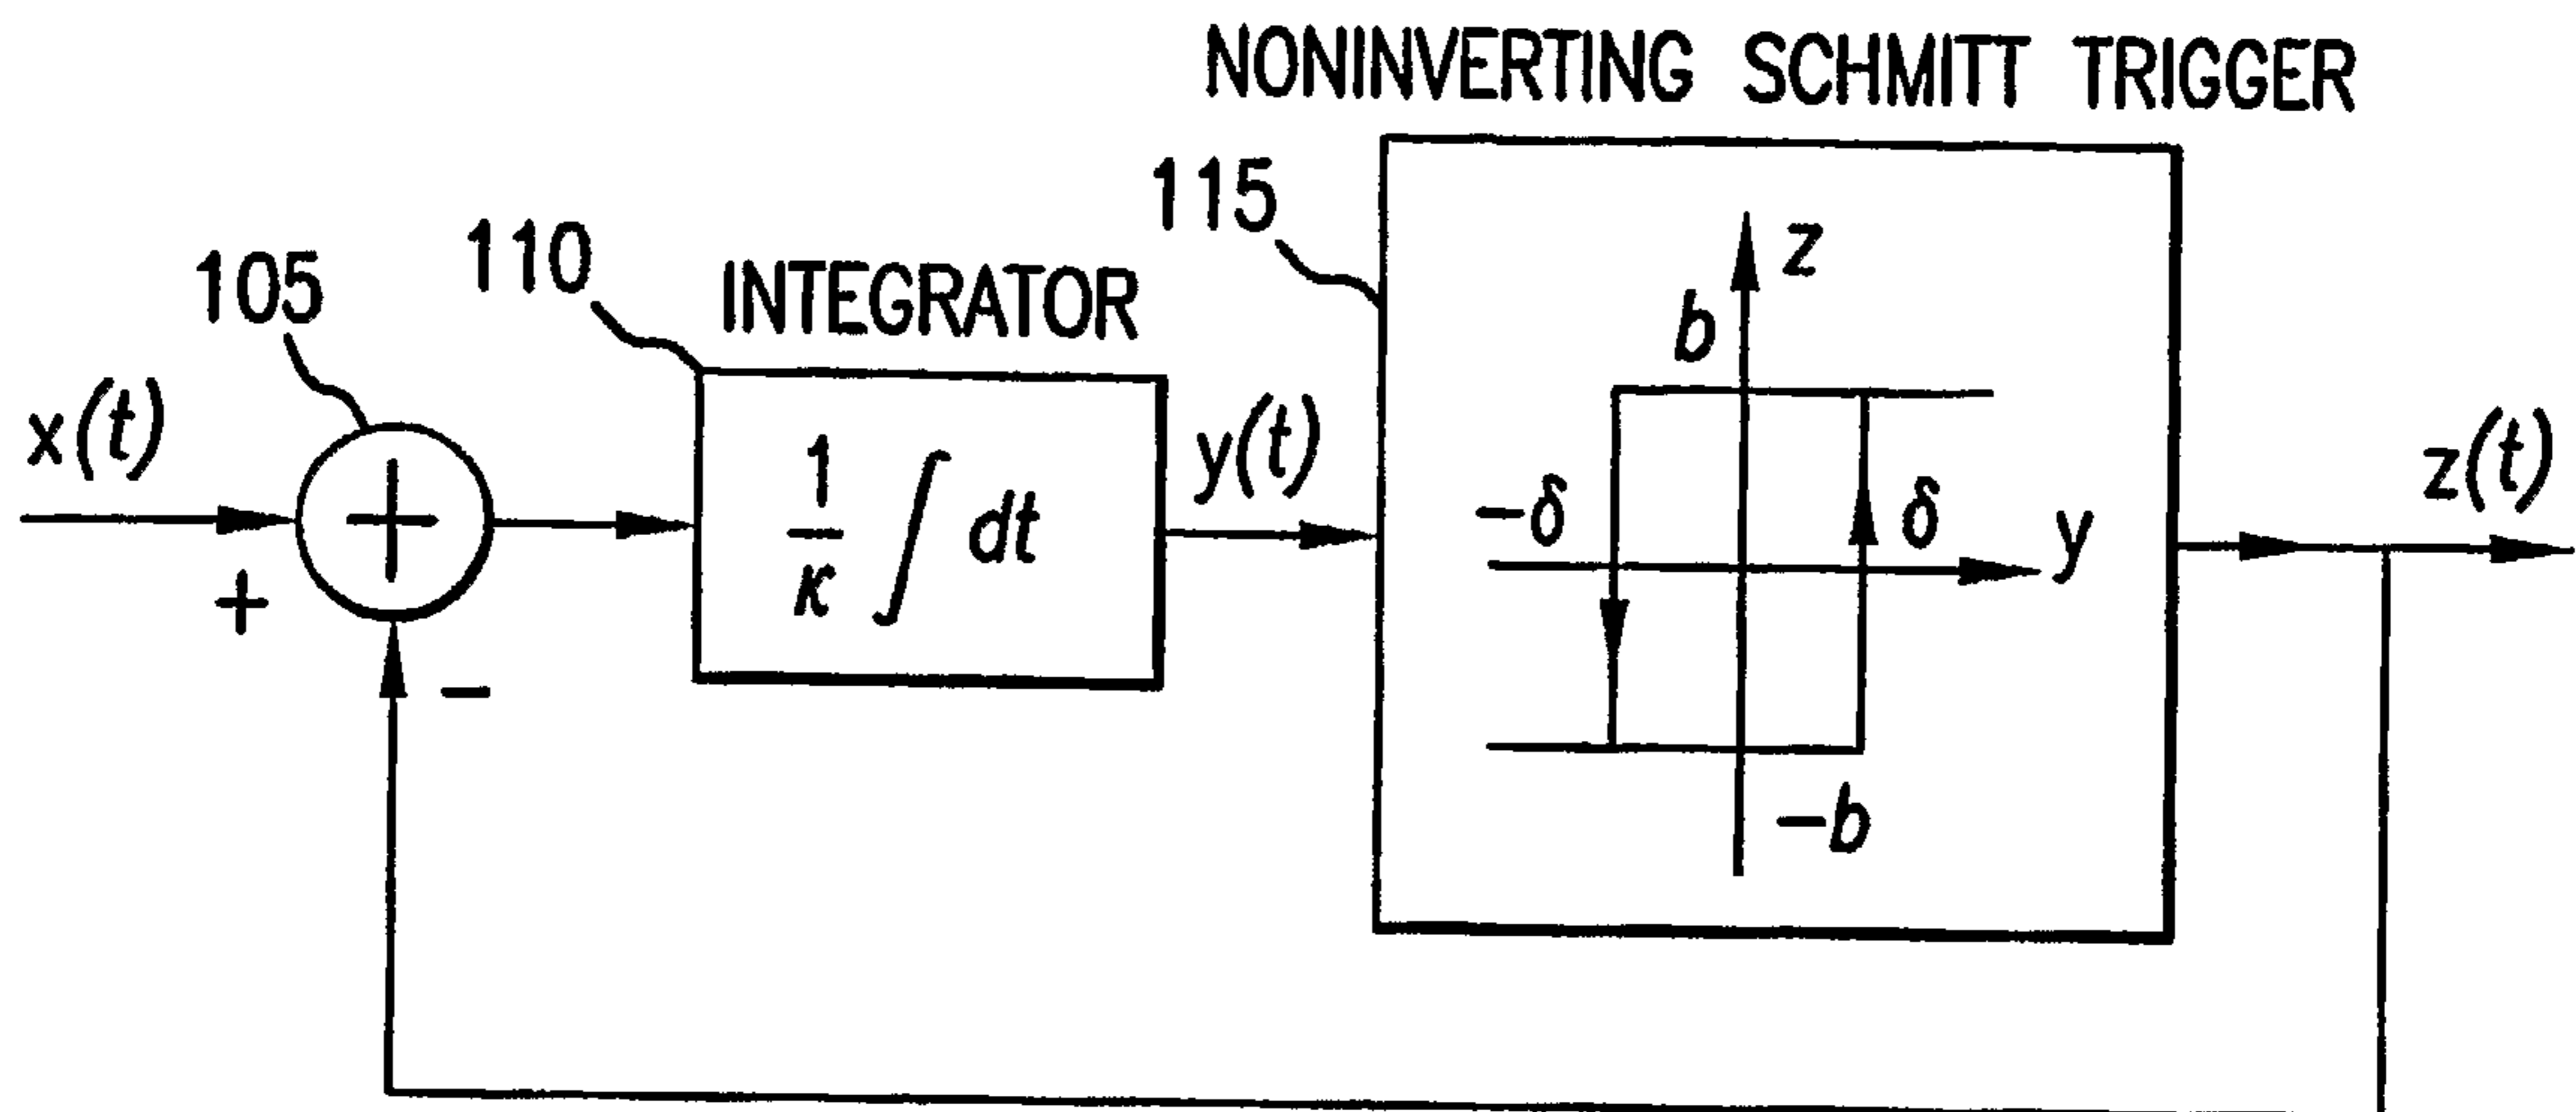 NONINVERTING SCHMITT TRIGGER
115
110
105
INTEGRATOR
x(t)
+
+
−
1/κ ∫ dt
y(t)
z
b
−δ
δ
y
−b
z(t)